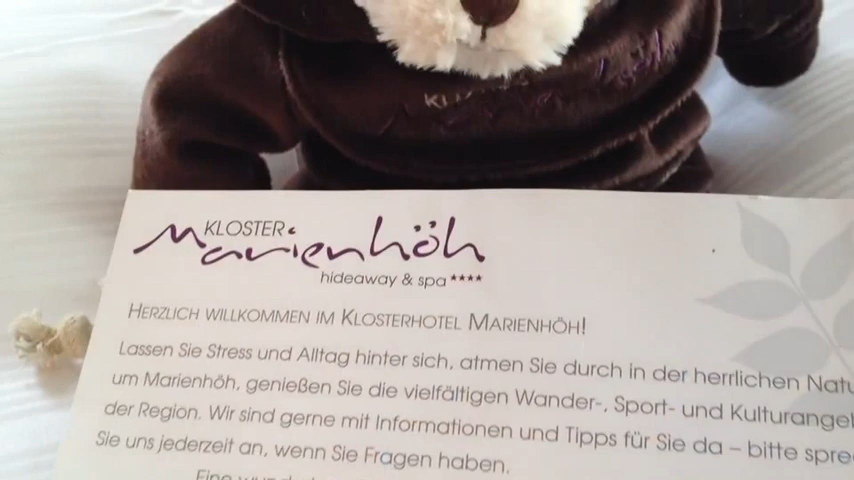 KLOSTER
Marienhöh
hideaway & spa ****
HERZLICH WILLKOMMEN IM KLOSTERHOTEL MARIENHÖH!
Lassen Sie Stress und Alltag hinter sich, atmen Sie durch in der herrlichen Natu
um Marienhöh, genießen Sie die vielfältigen Wander-, Sport- und Kulturange
der Region. Wir sind gerne mit Informationen und Tipps für Sie da – bitte spre
Sie uns jederzeit an, wenn Sie Fragen haben.
Eine